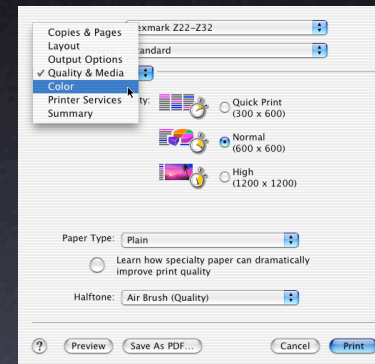 Copies & Pages
Layout
Output Options
✓ Quality & Media
Color
Printer Services
Summary
exmark Z22-Z32
tandard
ty:
Quick Print
(300 x 600)
Normal
(600 x 600)
High
(1200 x 1200)
Paper Type: Plain
Learn how specialty paper can dramatically
improve print quality
Halftone: Air Brush (Quality)
? Preview Save As PDF... Cancel Print